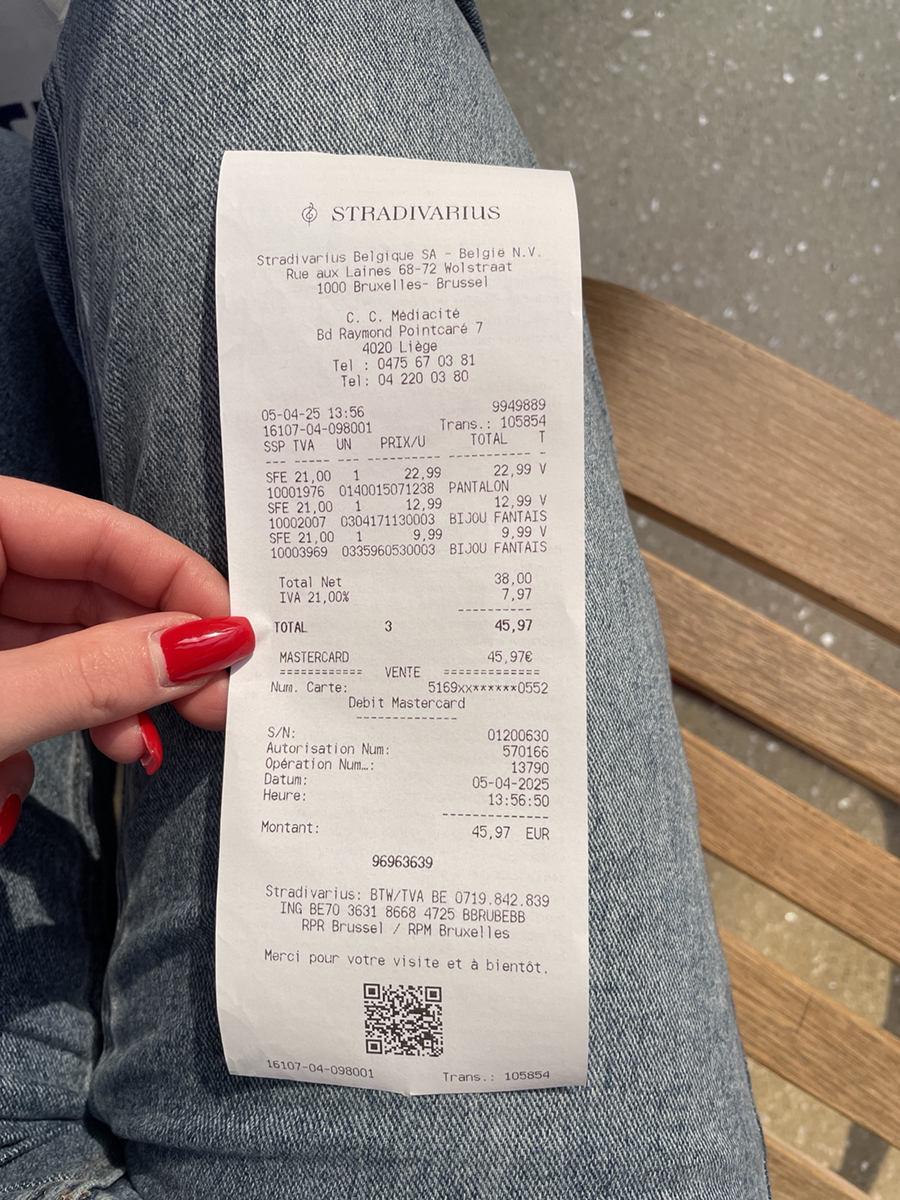 STRADIVARIUS
Stradivarius Belgique SA - België N.V.
Rue aux Laines 68-72 Wolstraat
1000 Bruxelles- Brussel
C. C. Médiacité
Bd Raymond Pointcaré 7
4020 Liège
Tel : 0475 67 03 81
Tel: 04 220 03 80
05-04-25 13:56 9949889
16107-04-098001 Trans.: 105854
SSP TVA UN PRIX/U TOTAL T
--- ----- --- -------- ----------- -
SFE 21,00 1 22,99 22,99 V
10001976 0140015071238 PANTALON
SFE 21,00 1 12,99 12,99 V
10002007 0304171130003 BIJOU FANTAIS
SFE 21,00 1 9,99 9,99 V
10003969 0335960530003 BIJOU FANTAIS
Total Net 38,00
IVA 21,00% 7,97
----------
TOTAL 3 45,97
MASTERCARD 45,97€
============ VENTE ==============
Num. Carte: 5169xx******0552
Debit Mastercard
--------------
S/N: 01200630
Autorisation Num: 570166
Opération Num…: 13790
Datum: 05-04-2025
Heure: 13:56:50
--------------
Montant: 45,97 EUR
96963639
Stradivarius: BTW/TVA BE 0719.842.839
ING BE70 3631 8668 4725 BBRUBEBB
RPR Brussel / RPM Bruxelles
Merci pour votre visite et à bientôt.
16107-04-098001 Trans.: 105854